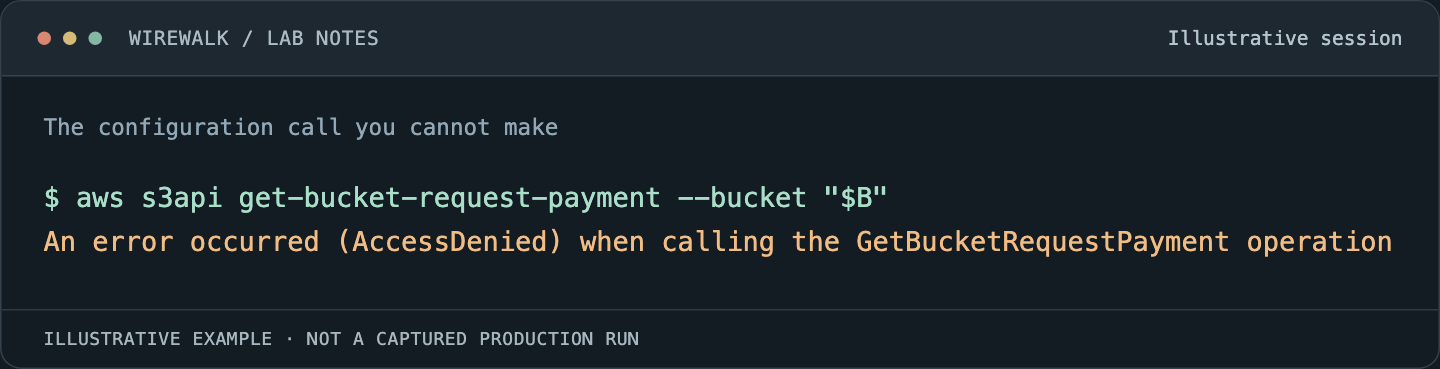 WIREWALK / LAB NOTES
Illustrative session
The configuration call you cannot make
$ aws s3api get-bucket-request-payment --bucket "$B"
An error occurred (AccessDenied) when calling the GetBucketRequestPayment operation
ILLUSTRATIVE EXAMPLE · NOT A CAPTURED PRODUCTION RUN